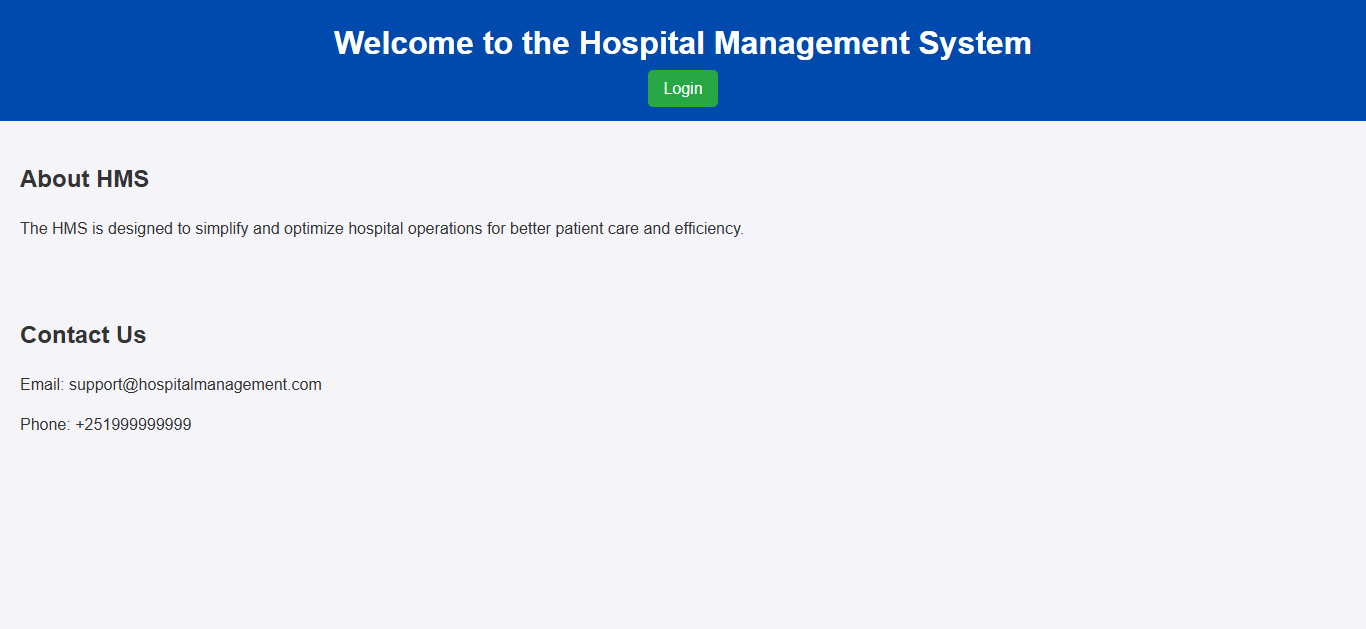 Welcome to the Hospital Management System
Login
About HMS
The HMS is designed to simplify and optimize hospital operations for better patient care and efficiency.
Contact Us
Email: support@hospitalmanagement.com
Phone: +251999999999